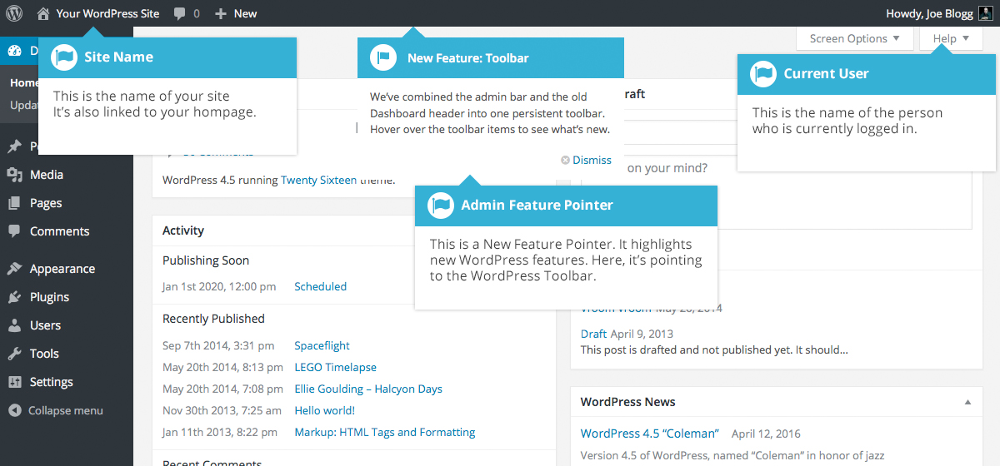 Your WordPress Site 0 New
Howdy, Joe Blogg
Screen Options
Help
D
Home
Updat
Media
Pages
Comments
Appearance
Plugins
Users
Tools
Settings
Collapse menu
Site Name
This is the name of your site
It's also linked to your hompage.
New Feature: Toolbar
We've combined the admin bar and the old
Dashboard header into one persistent toolbar.
Hover over the toolbar items to see what's new.
Dismiss
Current User
This is the name of the person
who is currently logged in.
raft
on your mind?
WordPress 4.5 running Twenty Sixteen theme.
Admin Feature Pointer
This is a New Feature Pointer. It highlights
new WordPress features. Here, it's pointing
to the WordPress Toolbar.
Activity
Publishing Soon
Jan 1st 2020, 12:00 pm Scheduled
Recently Published
Sep 7th 2014, 3:31 pm Spaceflight
May 20th 2014, 8:13 pm LEGO Timelapse
May 20th 2014, 7:08 pm Ellie Goulding – Halcyon Days
Nov 30th 2013, 7:25 am Hello world!
Jan 11th 2013, 8:22 pm Markup: HTML Tags and Formatting
Recent Comments
Vroom Vroom May 20, 2014
Draft April 9, 2013
This post is drafted and not published yet. It should…
WordPress News
WordPress 4.5 “Coleman” April 12, 2016
Version 4.5 of WordPress, named “Coleman” in honor of jazz